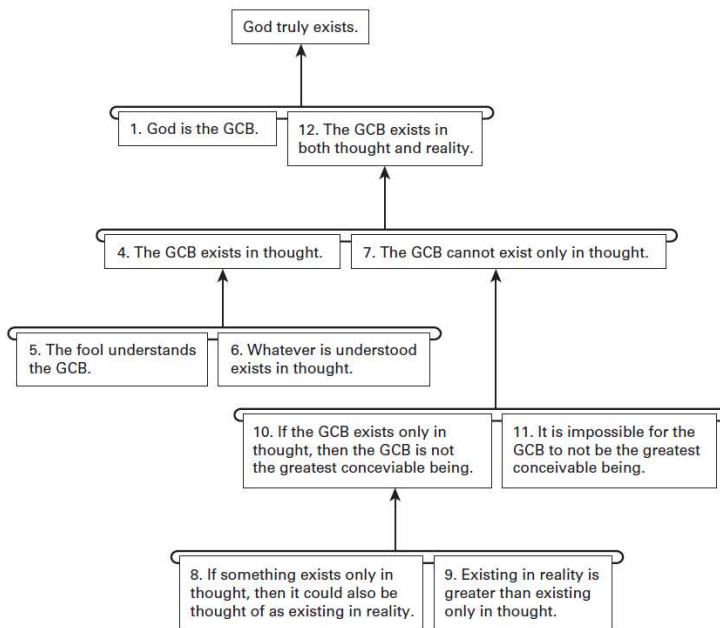 God truly exists.
1. God is the GCB.
12. The GCB exists in
both thought and reality.
4. The GCB exists in thought.
7. The GCB cannot exist only in thought.
5. The fool understands
the GCB.
6. Whatever is understood
exists in thought.
10. If the GCB exists only in
thought, then the GCB is not
the greatest conceviable being.
11. It is impossible for the
GCB to not be the greatest
conceivable being.
8. If something exists only in
thought, then it could also be
thought of as existing in reality.
9. Existing in reality is
greater than existing
only in thought.